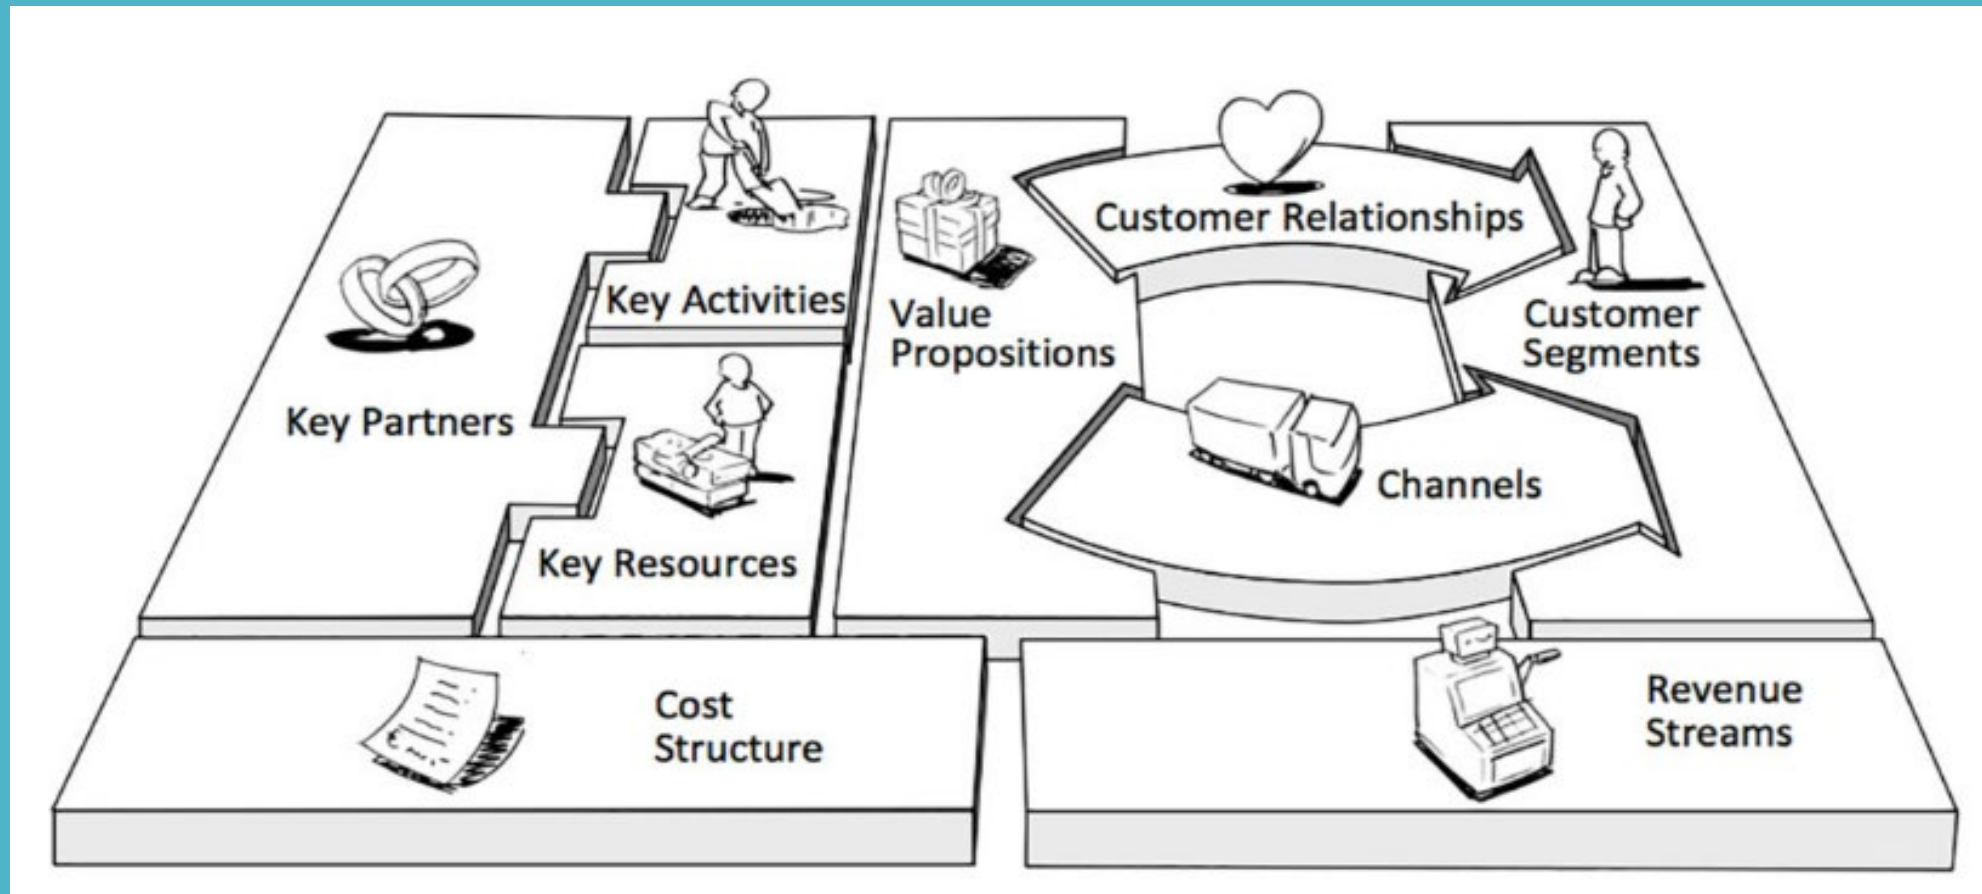 Customer Relationships
Key Activities
Value
Propositions
Customer
Segments
Key Partners
Channels
Key Resources
Cost
Structure
Revenue
Streams